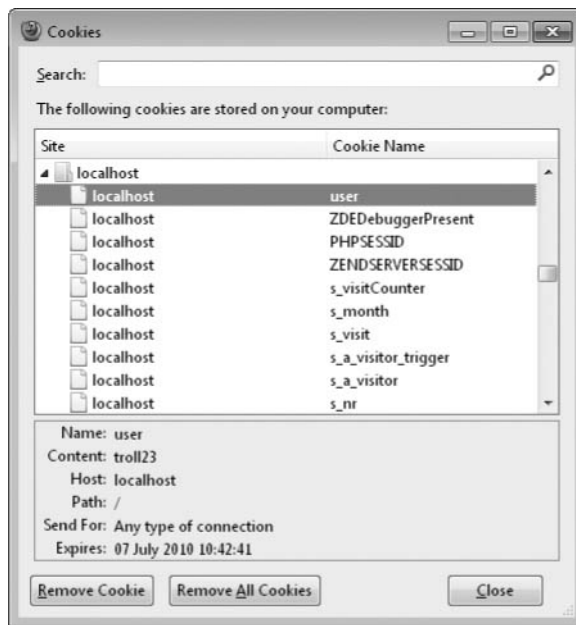 Cookies
Search:
The following cookies are stored on your computer:
Site Cookie Name
localhost
localhost user
localhost ZDEDebuggerPresent
localhost PHPSESSID
localhost ZENDSERVERSESSID
localhost s_visitCounter
localhost s_month
localhost s_visit
localhost s_a_visitor_trigger
localhost s_a_visitor
localhost s_nr
Name: user
Content: troll23
Host: localhost
Path: /
Send For: Any type of connection
Expires: 07 July 2010 10:42:41
Remove Cookie Remove All Cookies Close